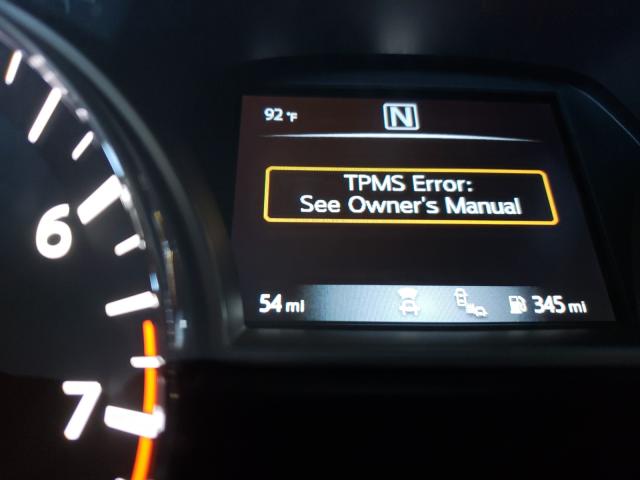 92 °F
N
TPMS Error:
See Owner's Manual
54 mi
345 mi
6
7